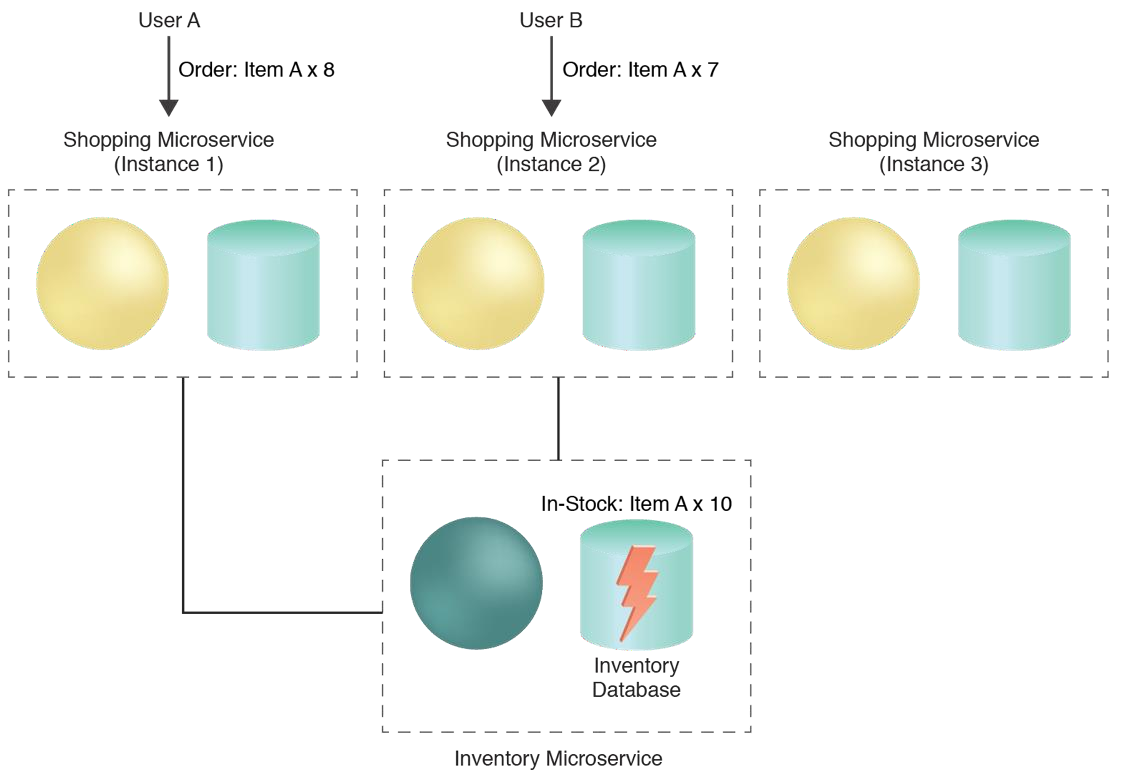 User A
User B
Order: Item A x 8
Order: Item A x 7
Shopping Microservice
(Instance 1)
Shopping Microservice
(Instance 2)
Shopping Microservice
(Instance 3)
In-Stock: Item A x 10
Inventory
Database
Inventory Microservice